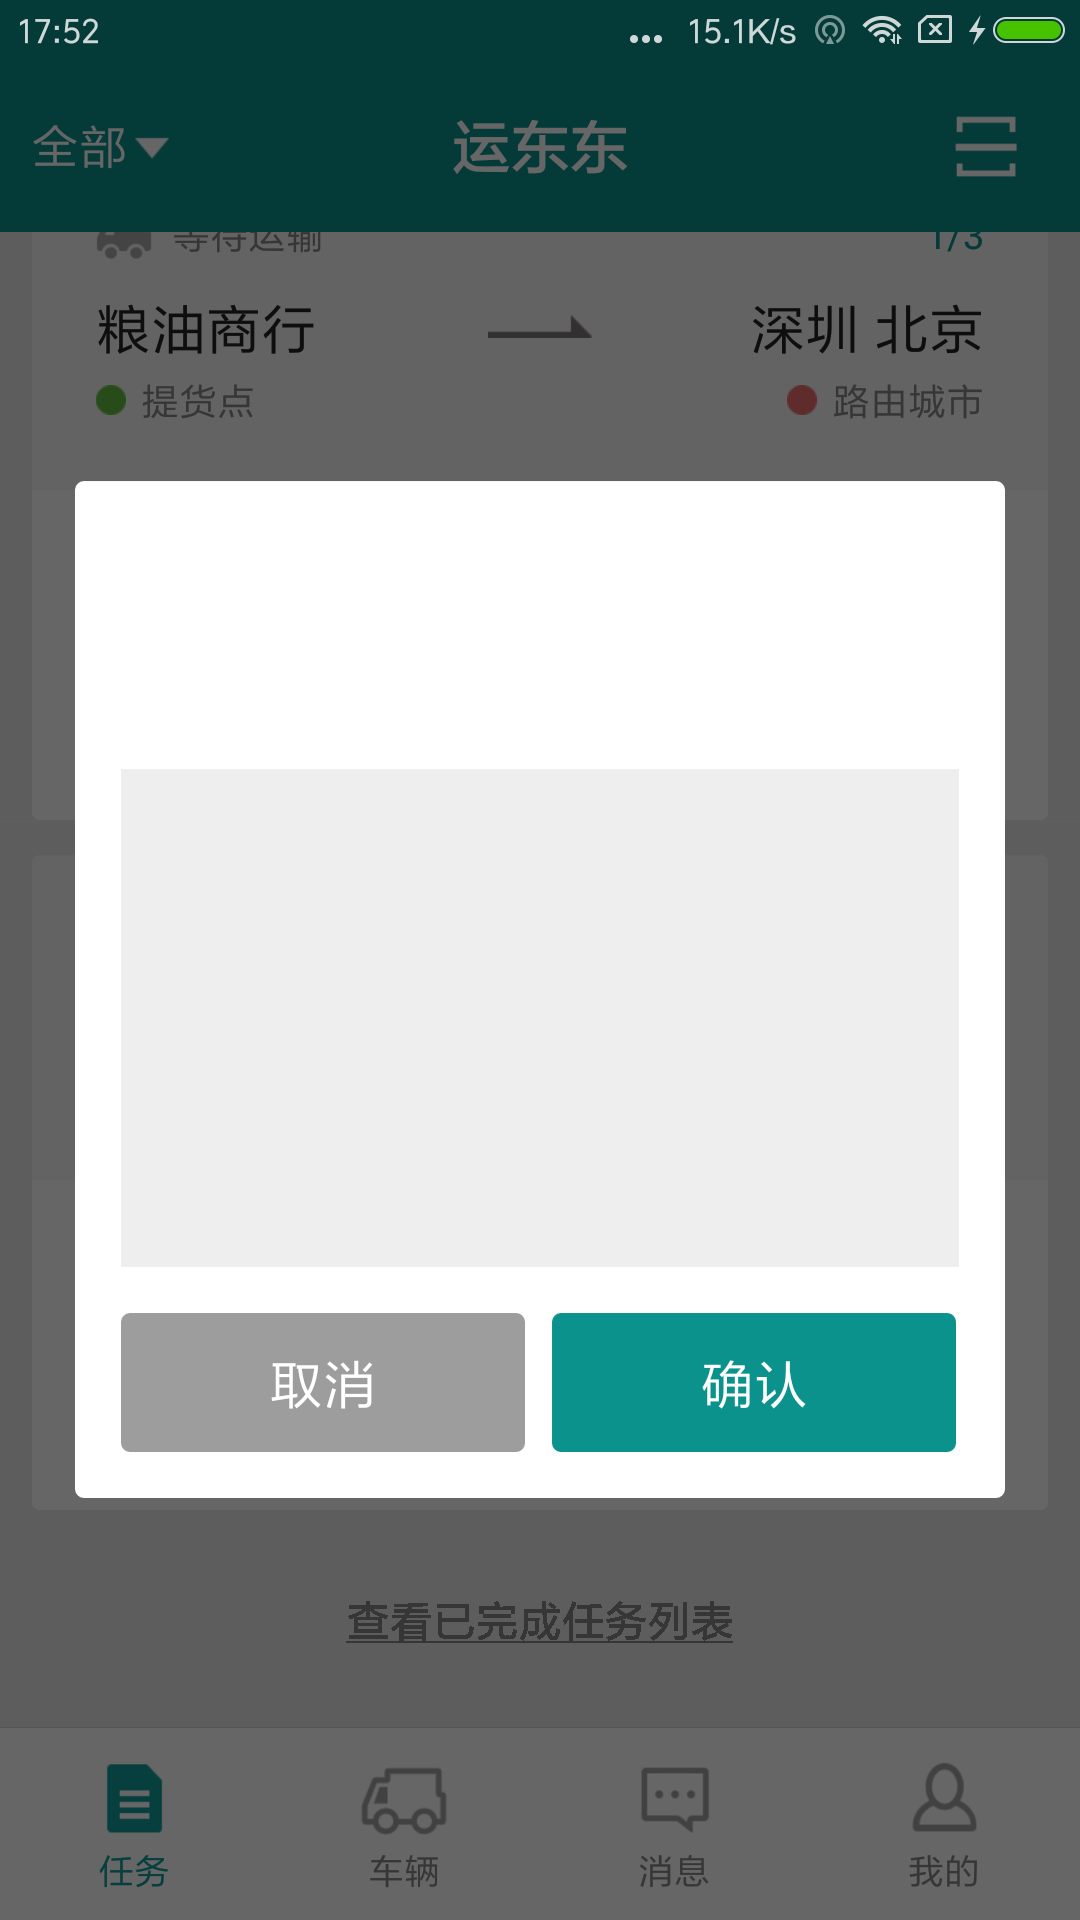 17:52 ... 15.1K/s
全部 运东东
等待运输 1/3
粮油商行 深圳 北京
提货点 路由城市
取消 确认
查看已完成任务列表
任务 车辆 消息 我的